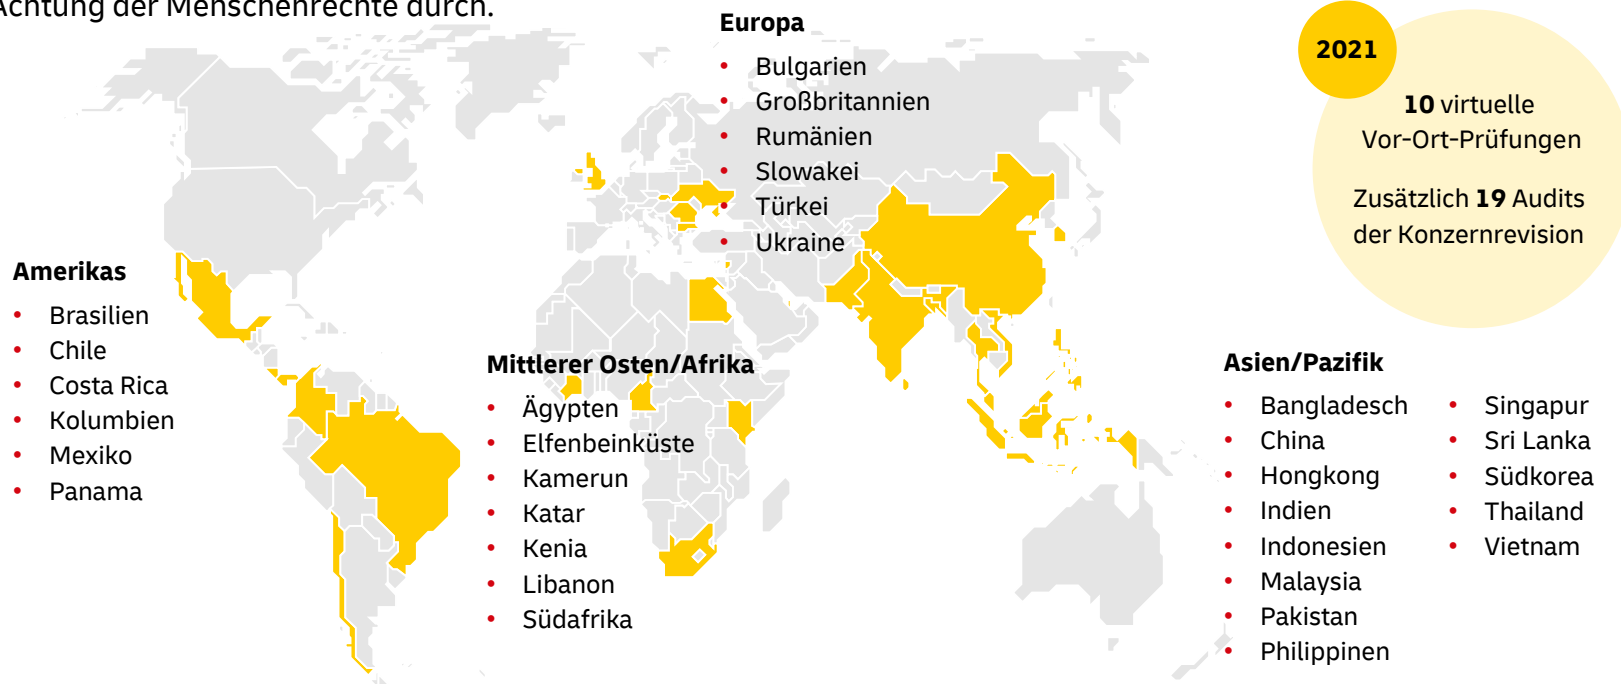 Achtung der Menschenrechte durch.
Europa
• Bulgarien
• Großbritannien
• Rumänien
• Slowakei
• Türkei
• Ukraine
2021
10 virtuelle
Vor-Ort-Prüfungen
Zusätzlich 19 Audits
der Konzernrevision
Amerikas
• Brasilien
• Chile
• Costa Rica
• Kolumbien
• Mexiko
• Panama
Mittlerer Osten/Afrika
• Ägypten
• Elfenbeinküste
• Kamerun
• Katar
• Kenia
• Libanon
• Südafrika
Asien/Pazifik
• Bangladesch
• China
• Hongkong
• Indien
• Indonesien
• Malaysia
• Pakistan
• Philippinen
• Singapur
• Sri Lanka
• Südkorea
• Thailand
• Vietnam